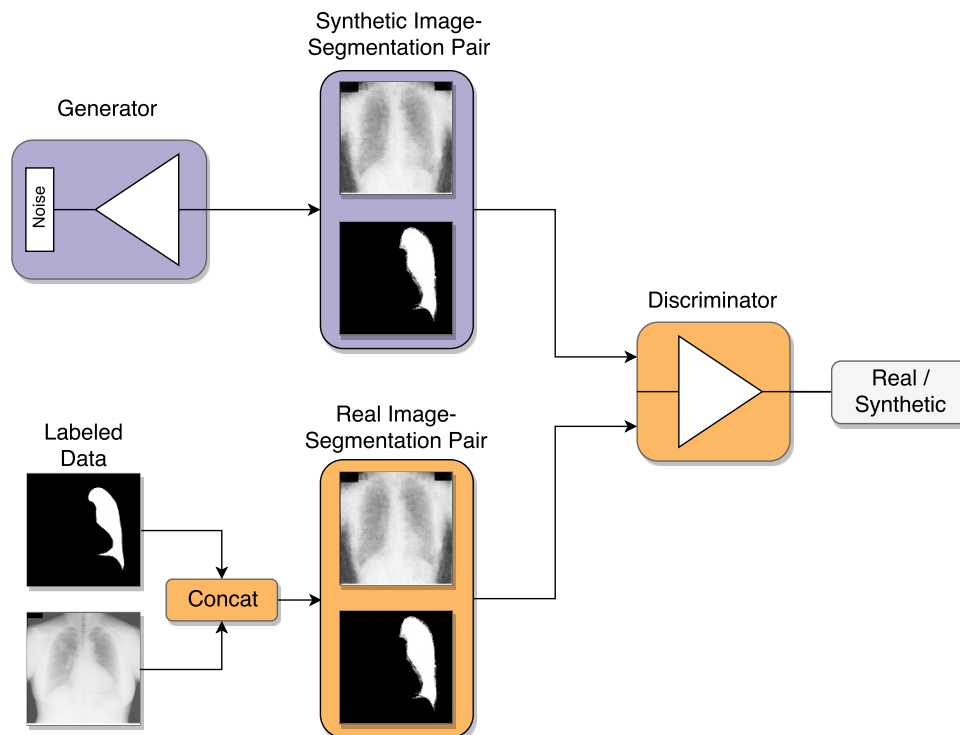 Synthetic Image-
Segmentation Pair
Generator
Noise
Discriminator
Real /
Synthetic
Real Image-
Segmentation Pair
Labeled
Data
Concat